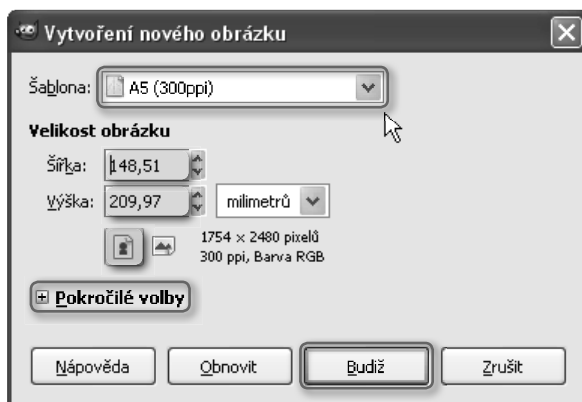 Vytvoření nového obrázku
Šablona: A5 (300ppi)
Velikost obrázku
Šířka: 148,51
Výška: 209,97 milimetrů
1754 × 2480 pixelů
300 ppi, Barva RGB
Pokročilé volby
Nápověda Obnovit Budiž Zrušit